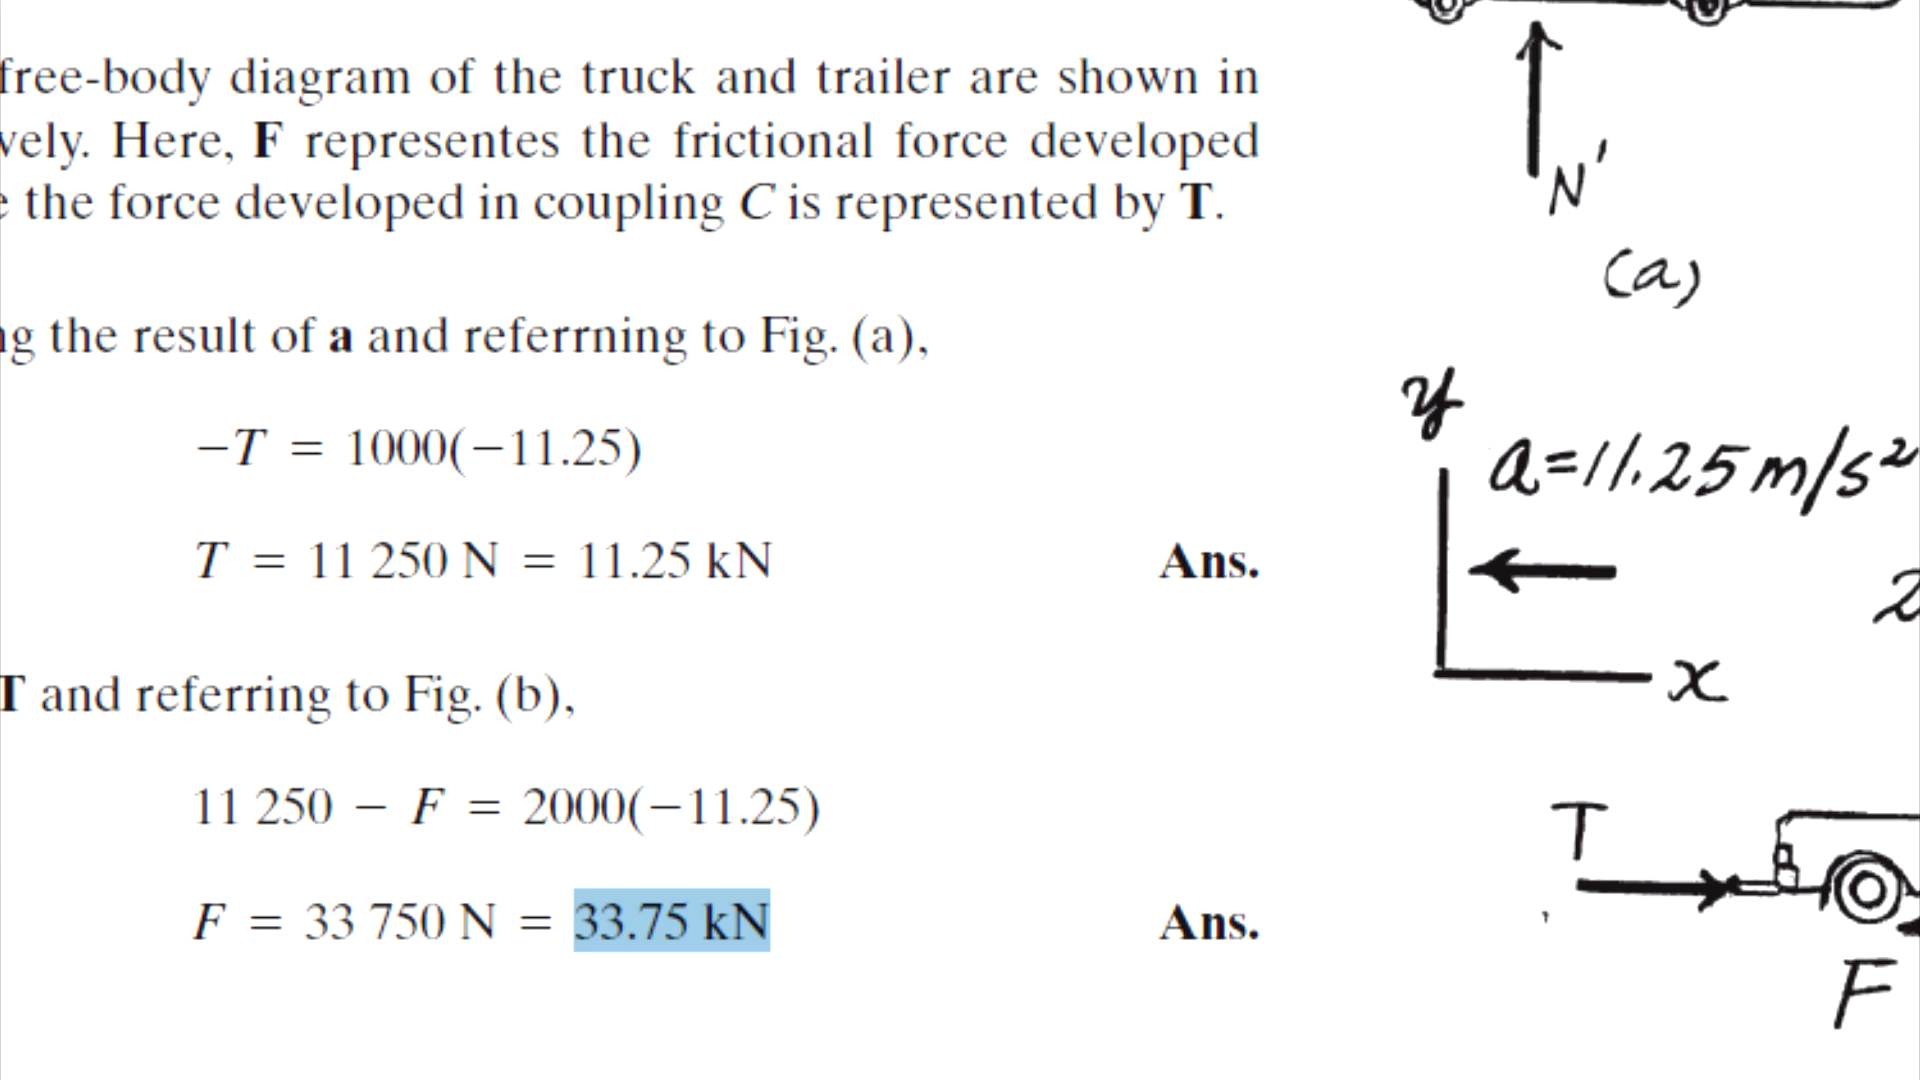 free-body diagram of the truck and trailer are shown in
vely. Here, F representes the frictional force developed
e the force developed in coupling C is represented by T.
N'
(a)
ng the result of a and referrning to Fig. (a),
−T = 1000(−11.25)
y
a=11.25 m/s²
T = 11 250 N = 11.25 kN Ans.
2
x
T and referring to Fig. (b),
11 250 − F = 2000(−11.25)
T
F = 33 750 N = 33.75 kN Ans.
F